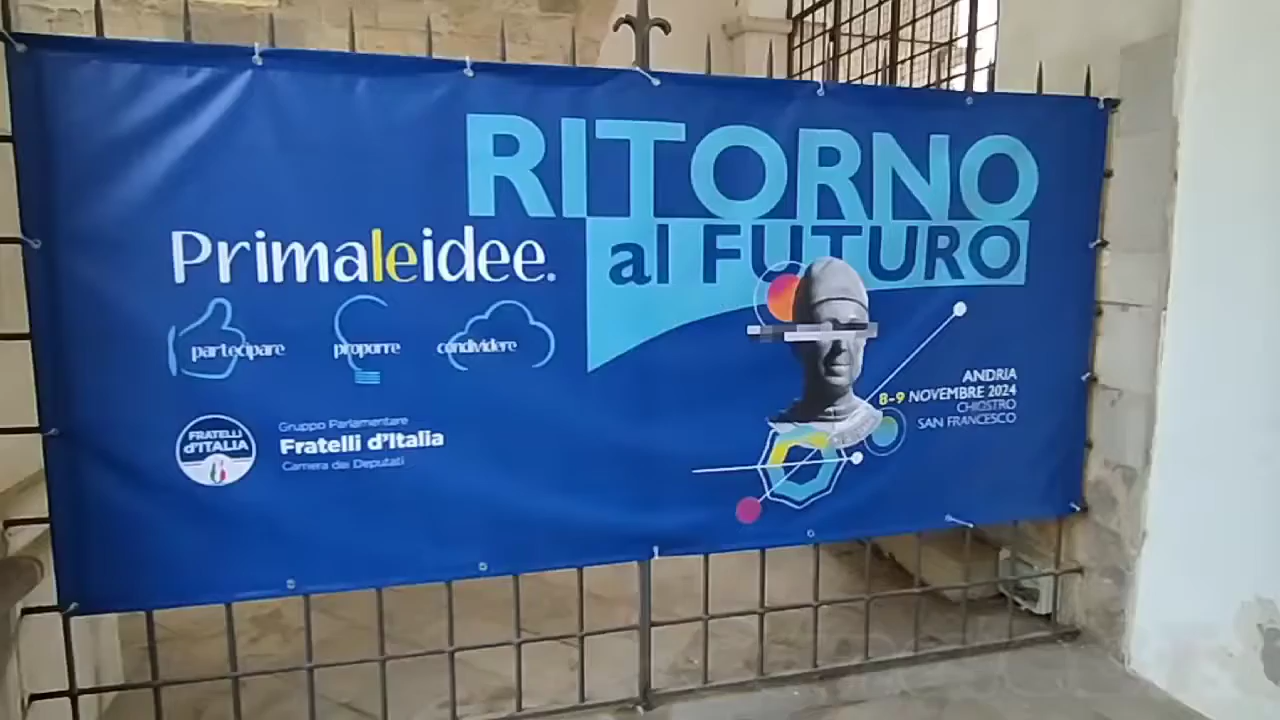 RITORNO
al FUTURO
Primaleidee.
partecipare
proporre
condividere
ANDRIA
8-9 NOVEMBRE 2024
CHIOSTRO
SAN FRANCESCO
FRATELLI
d'ITALIA
Gruppo Parlamentare
Fratelli d'Italia
Camera dei Deputati